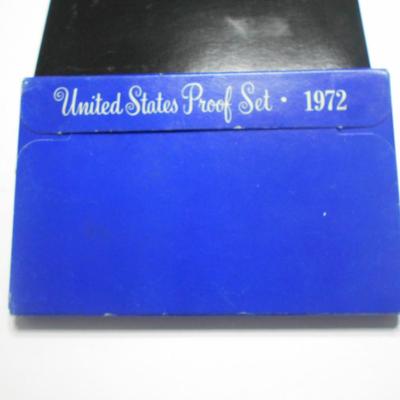 United States Proof Set · 1972